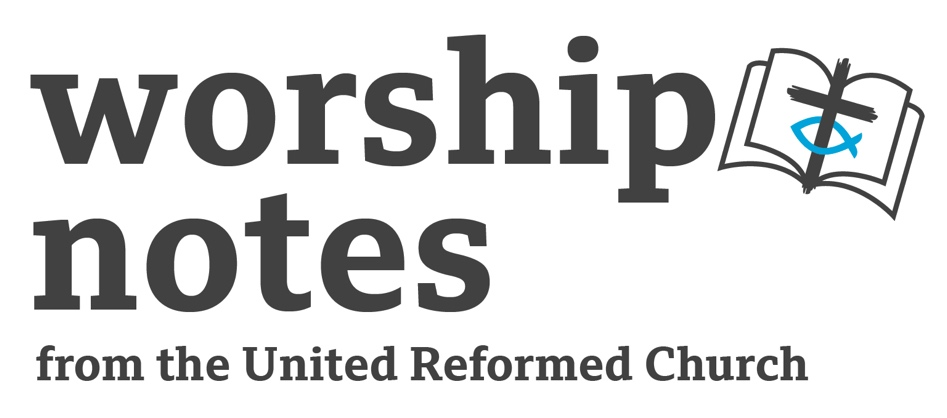 worship
notes
from the United Reformed Church